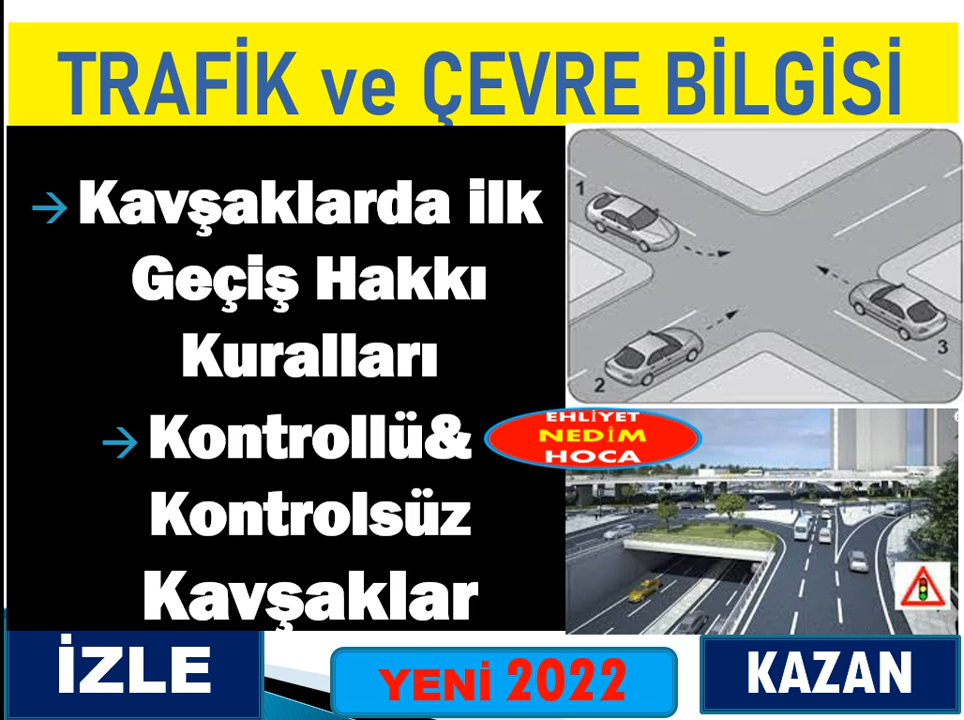 TRAFİK ve ÇEVRE BİLGİSİ
→ Kavşaklarda ilk
Geçiş Hakkı
Kuralları
→ Kontrollü&
Kontrolsüz
Kavşaklar
1
2
3
EHLİYET
NEDİM
HOCA
İZLE
YENİ 2022
KAZAN